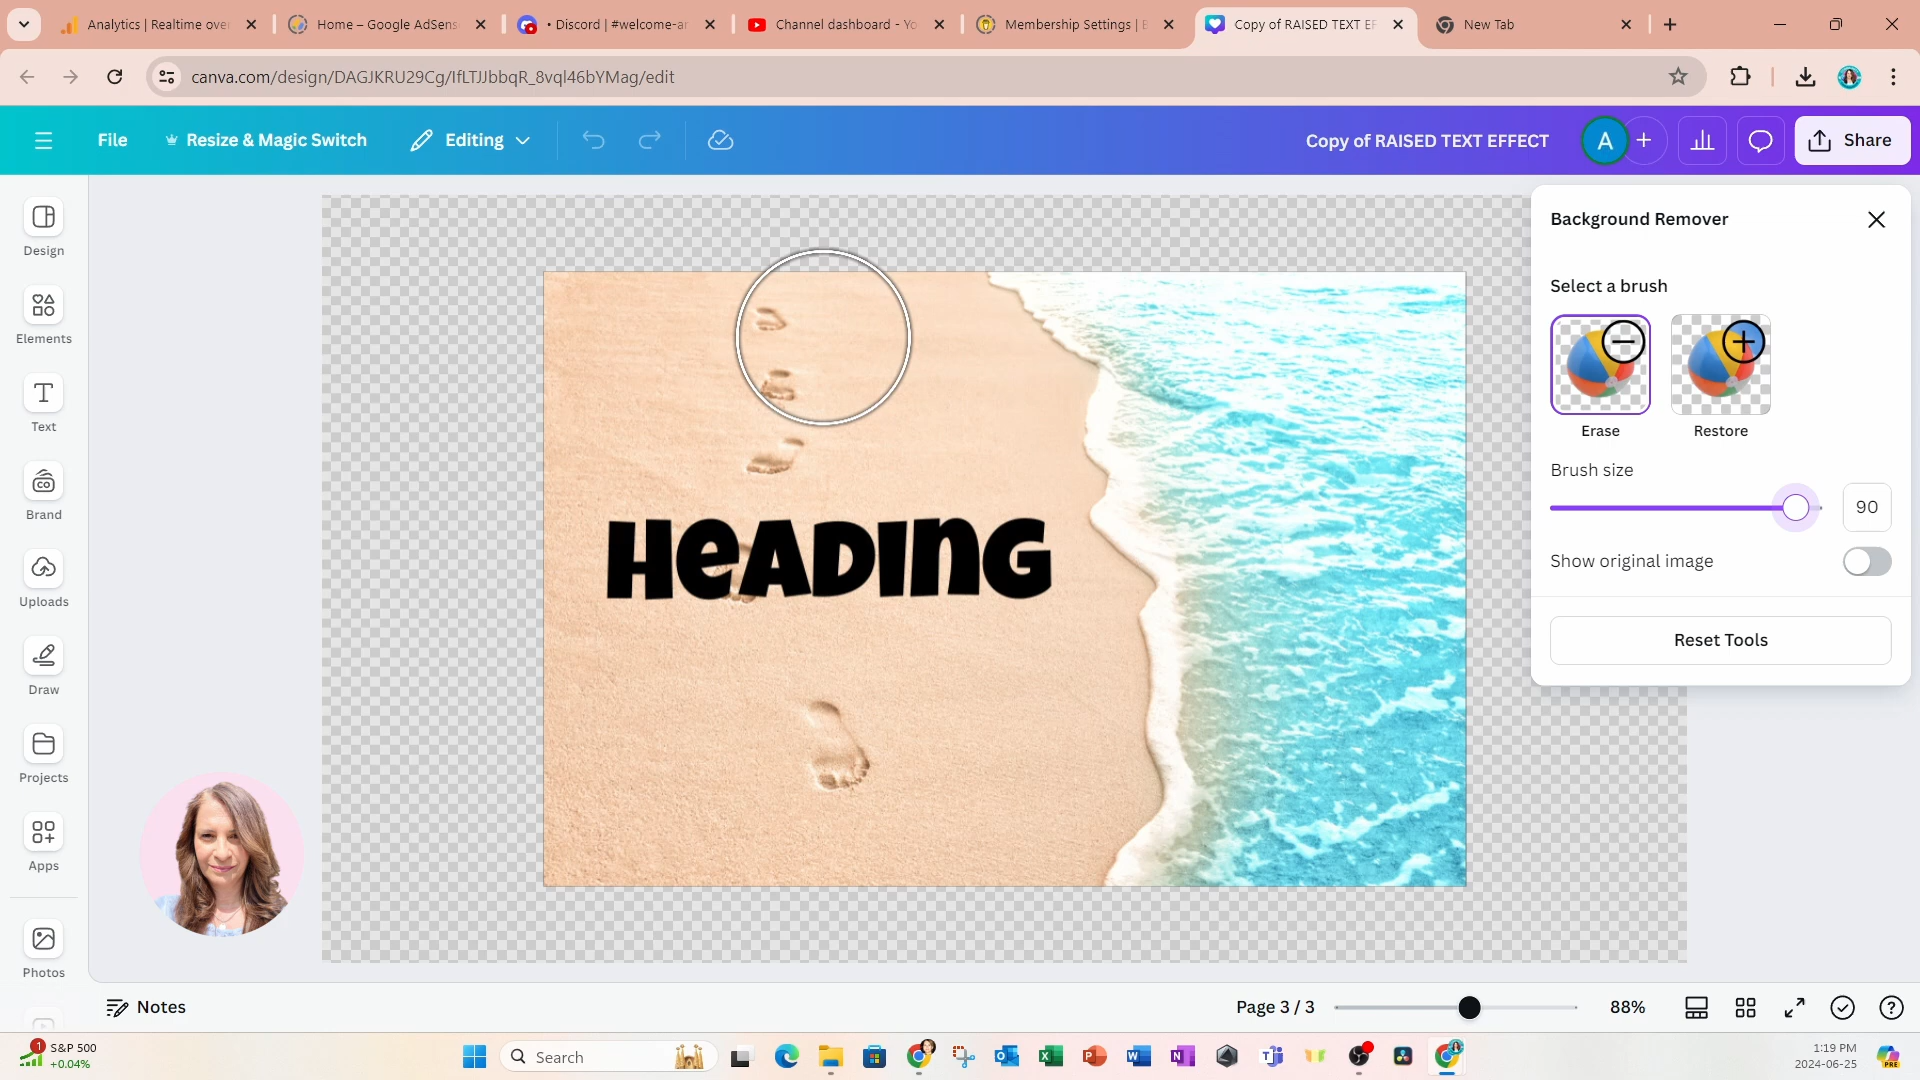 Analytics | Realtime over
Home – Google AdSens
• Discord | #welcome-an
Channel dashboard - Yo
Membership Settings | B
Copy of RAISED TEXT EF
New Tab
canva.com/design/DAGJKRU29Cg/IfLTJJbbqR_8vql46bYMag/edit
File
Resize & Magic Switch
Editing
Copy of RAISED TEXT EFFECT
A
Share
Design
Elements
Text
Brand
Uploads
Draw
Projects
Apps
Photos
HEADING
Background Remover
Select a brush
Erase
Restore
Brush size
90
Show original image
Reset Tools
Notes
Page 3 / 3
88%
1
S&P 500
+0.04%
Search
1:19 PM
2024-06-25
PRE